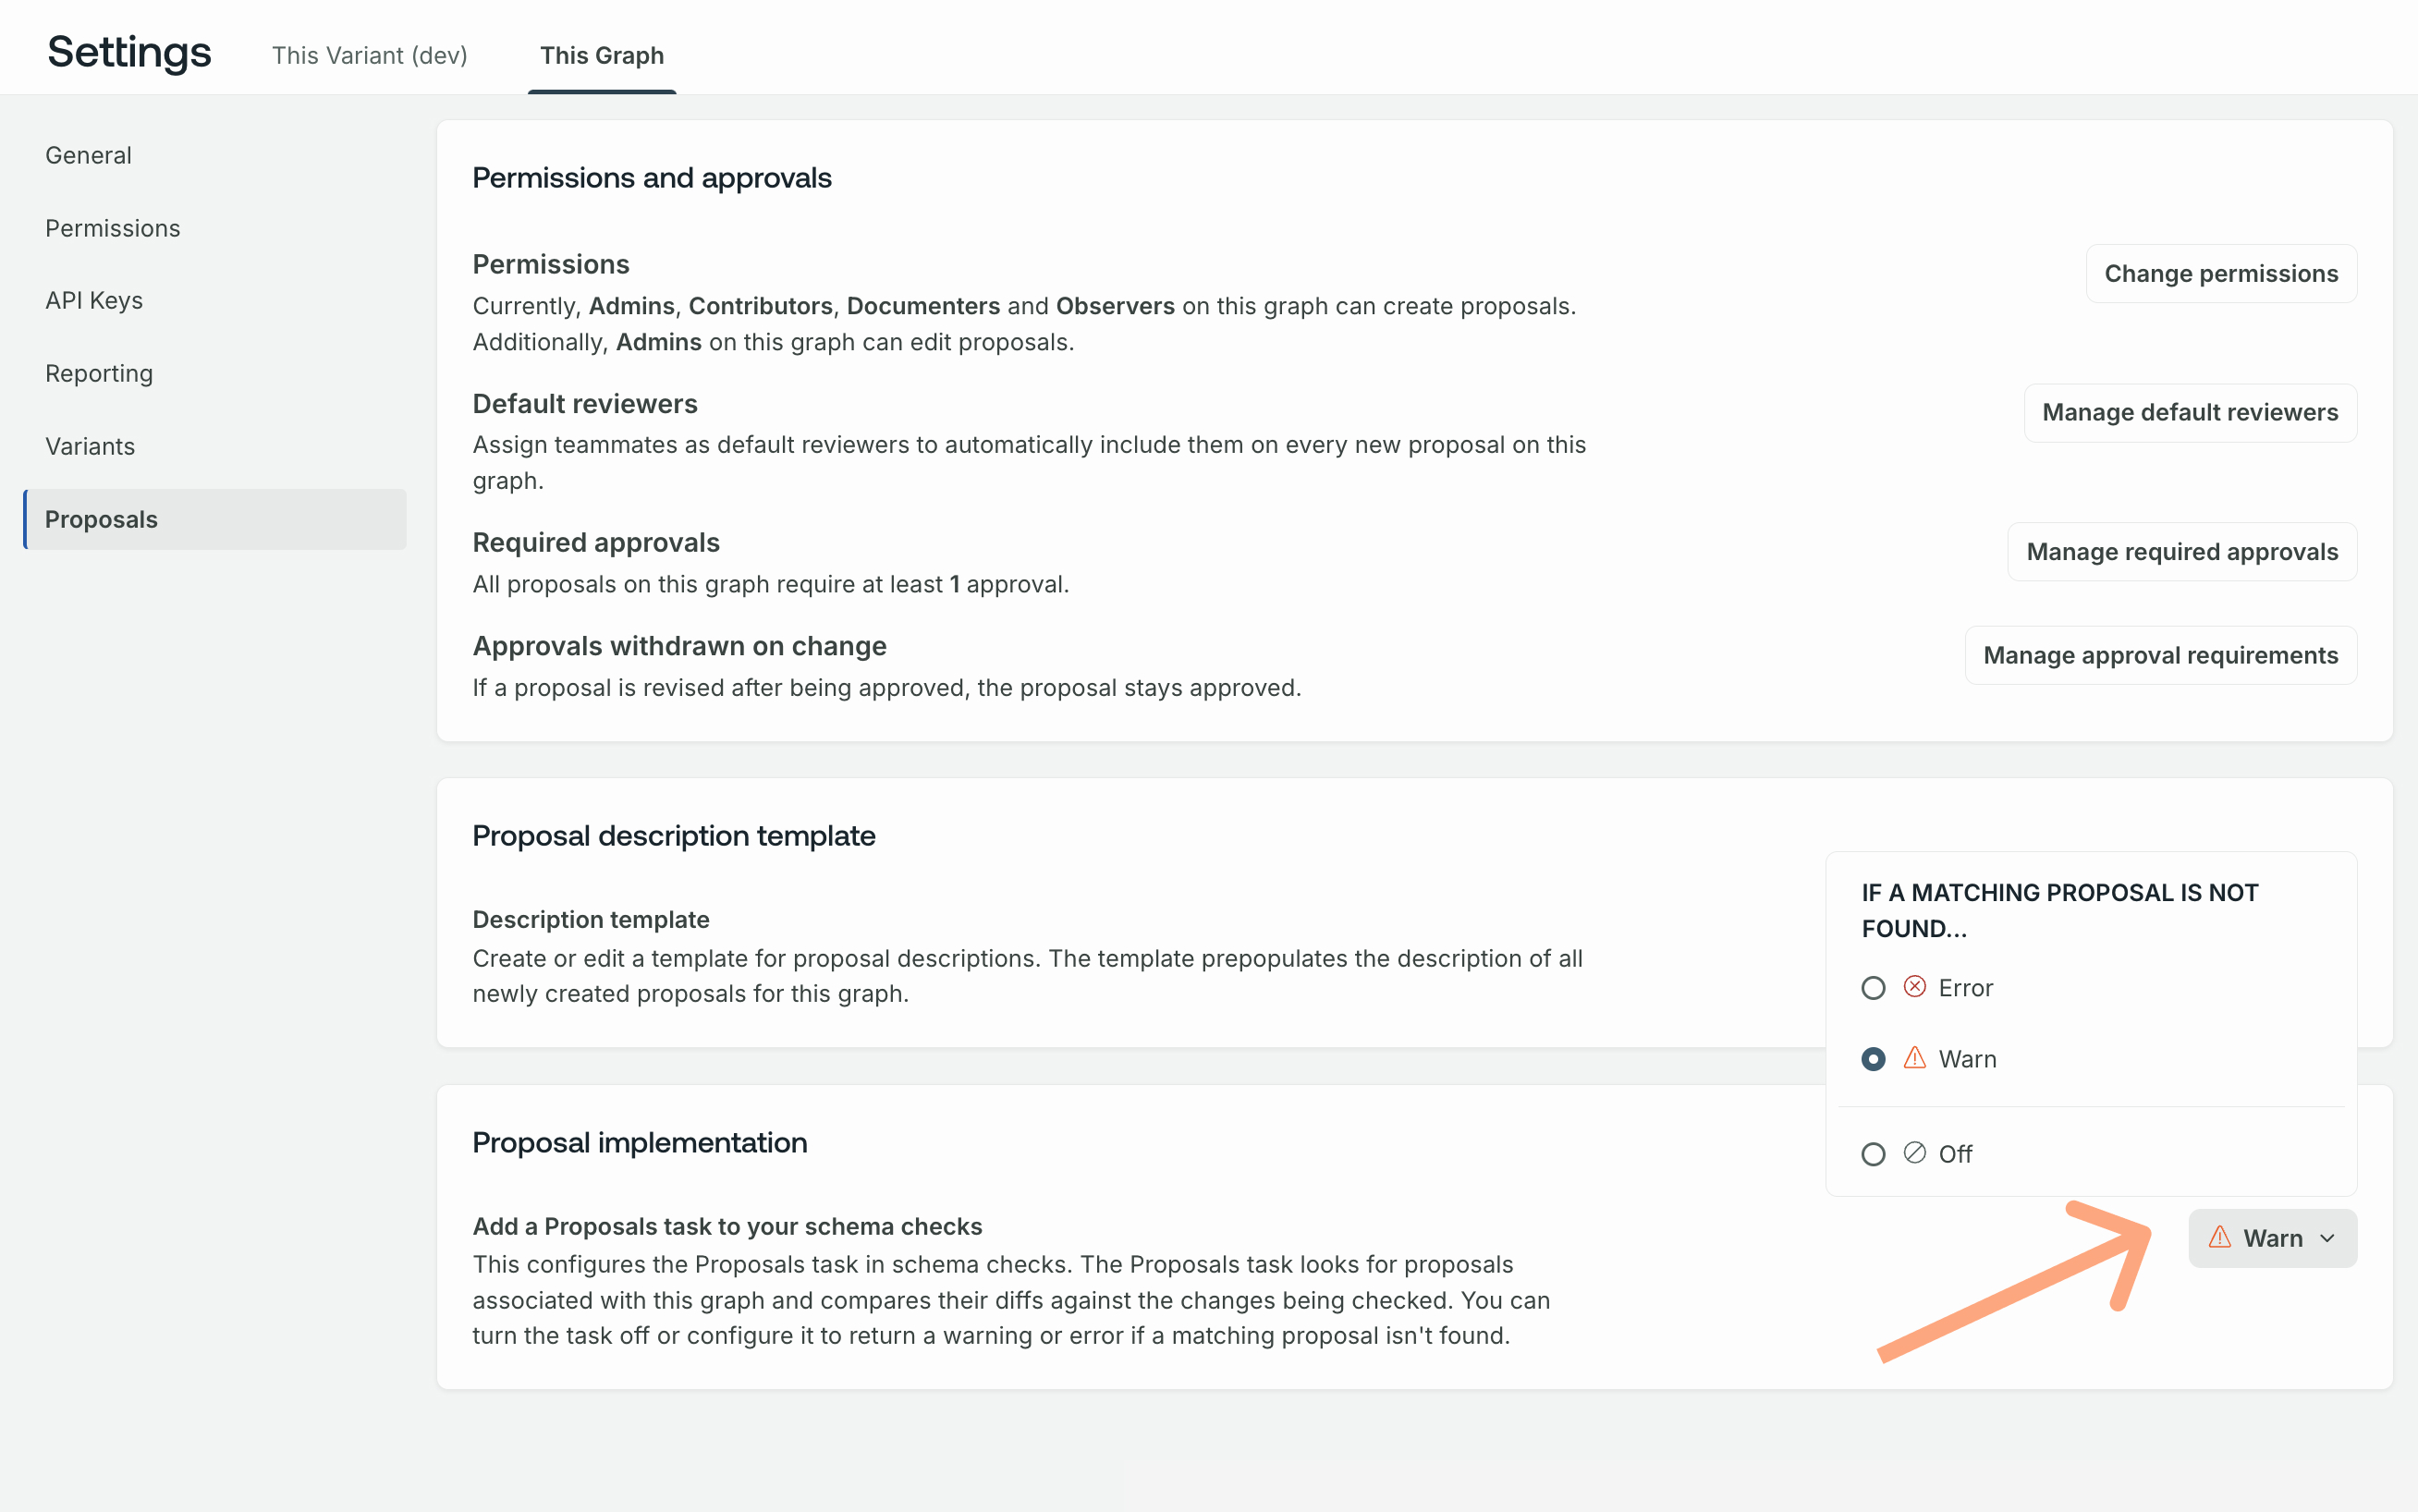 Settings
This Variant (dev)
This Graph
General
Permissions
API Keys
Reporting
Variants
Proposals
Permissions and approvals
Permissions
Currently, Admins, Contributors, Documenters and Observers on this graph can create proposals.
Additionally, Admins on this graph can edit proposals.
Change permissions
Default reviewers
Assign teammates as default reviewers to automatically include them on every new proposal on this
graph.
Manage default reviewers
Required approvals
All proposals on this graph require at least 1 approval.
Manage required approvals
Approvals withdrawn on change
If a proposal is revised after being approved, the proposal stays approved.
Manage approval requirements
Proposal description template
Description template
Create or edit a template for proposal descriptions. The template prepopulates the description of all
newly created proposals for this graph.
IF A MATCHING PROPOSAL IS NOT
FOUND...
Error
Warn
Off
Proposal implementation
Add a Proposals task to your schema checks
This configures the Proposals task in schema checks. The Proposals task looks for proposals
associated with this graph and compares their diffs against the changes being checked. You can
turn the task off or configure it to return a warning or error if a matching proposal isn't found.
Warn